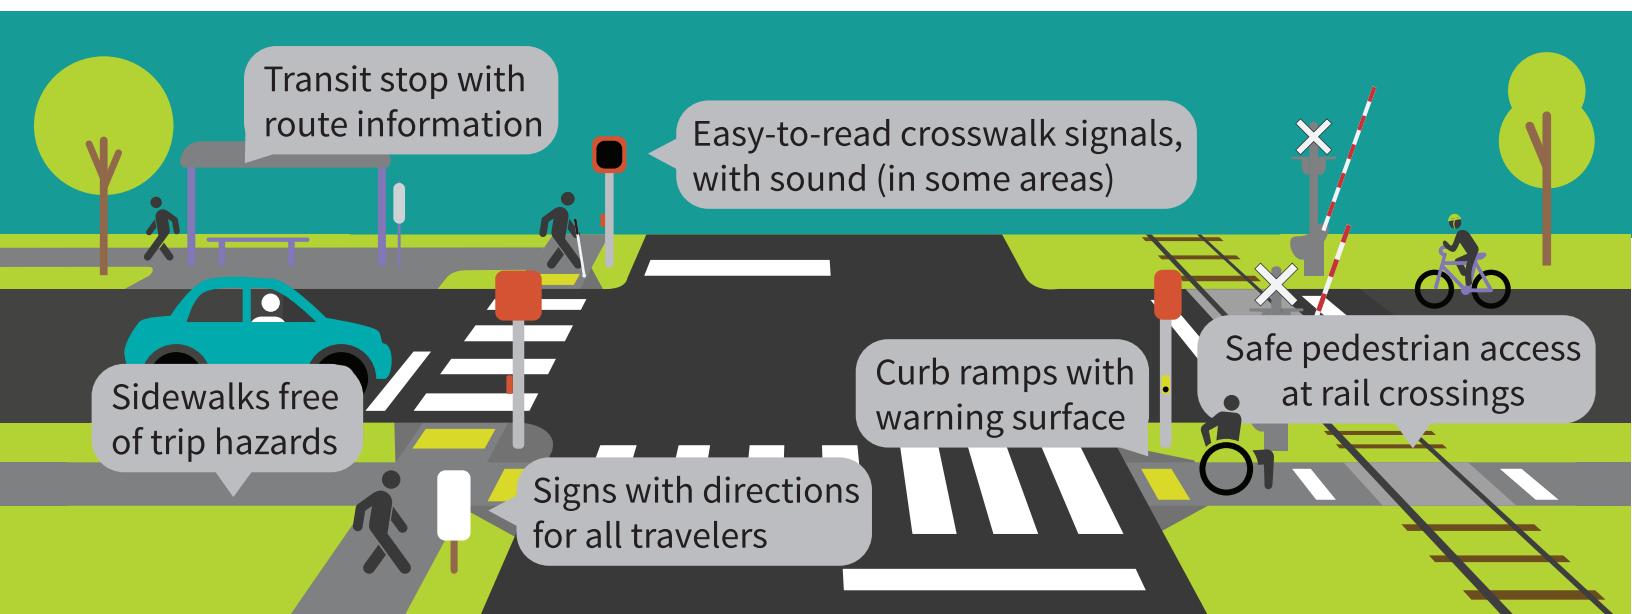 Transit stop with
route information
Easy-to-read crosswalk signals,
with sound (in some areas)
Safe pedestrian access
at rail crossings
Curb ramps with
warning surface
Sidewalks free
of trip hazards
Signs with directions
for all travelers